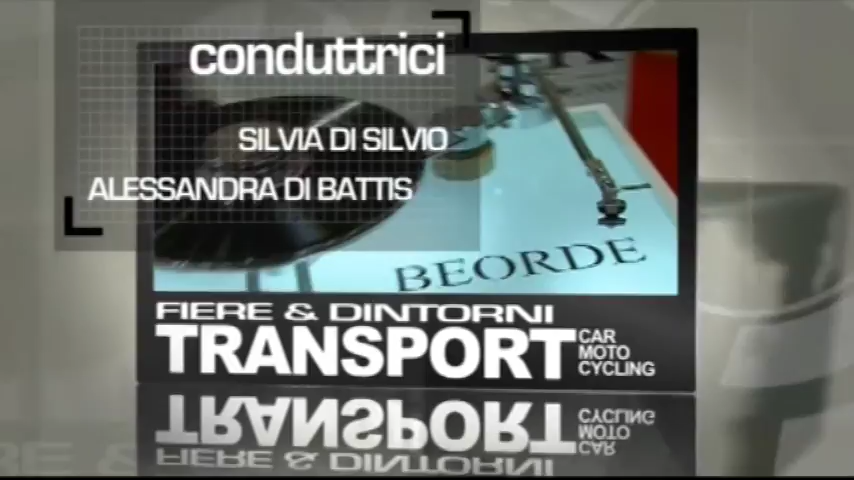 conduttrici
SILVIA DI SILVIO
ALESSANDRA DI BATTIS
BEORDE
FIERE & DINTORNI
TRANSPORT
CAR
MOTO
CYCLING